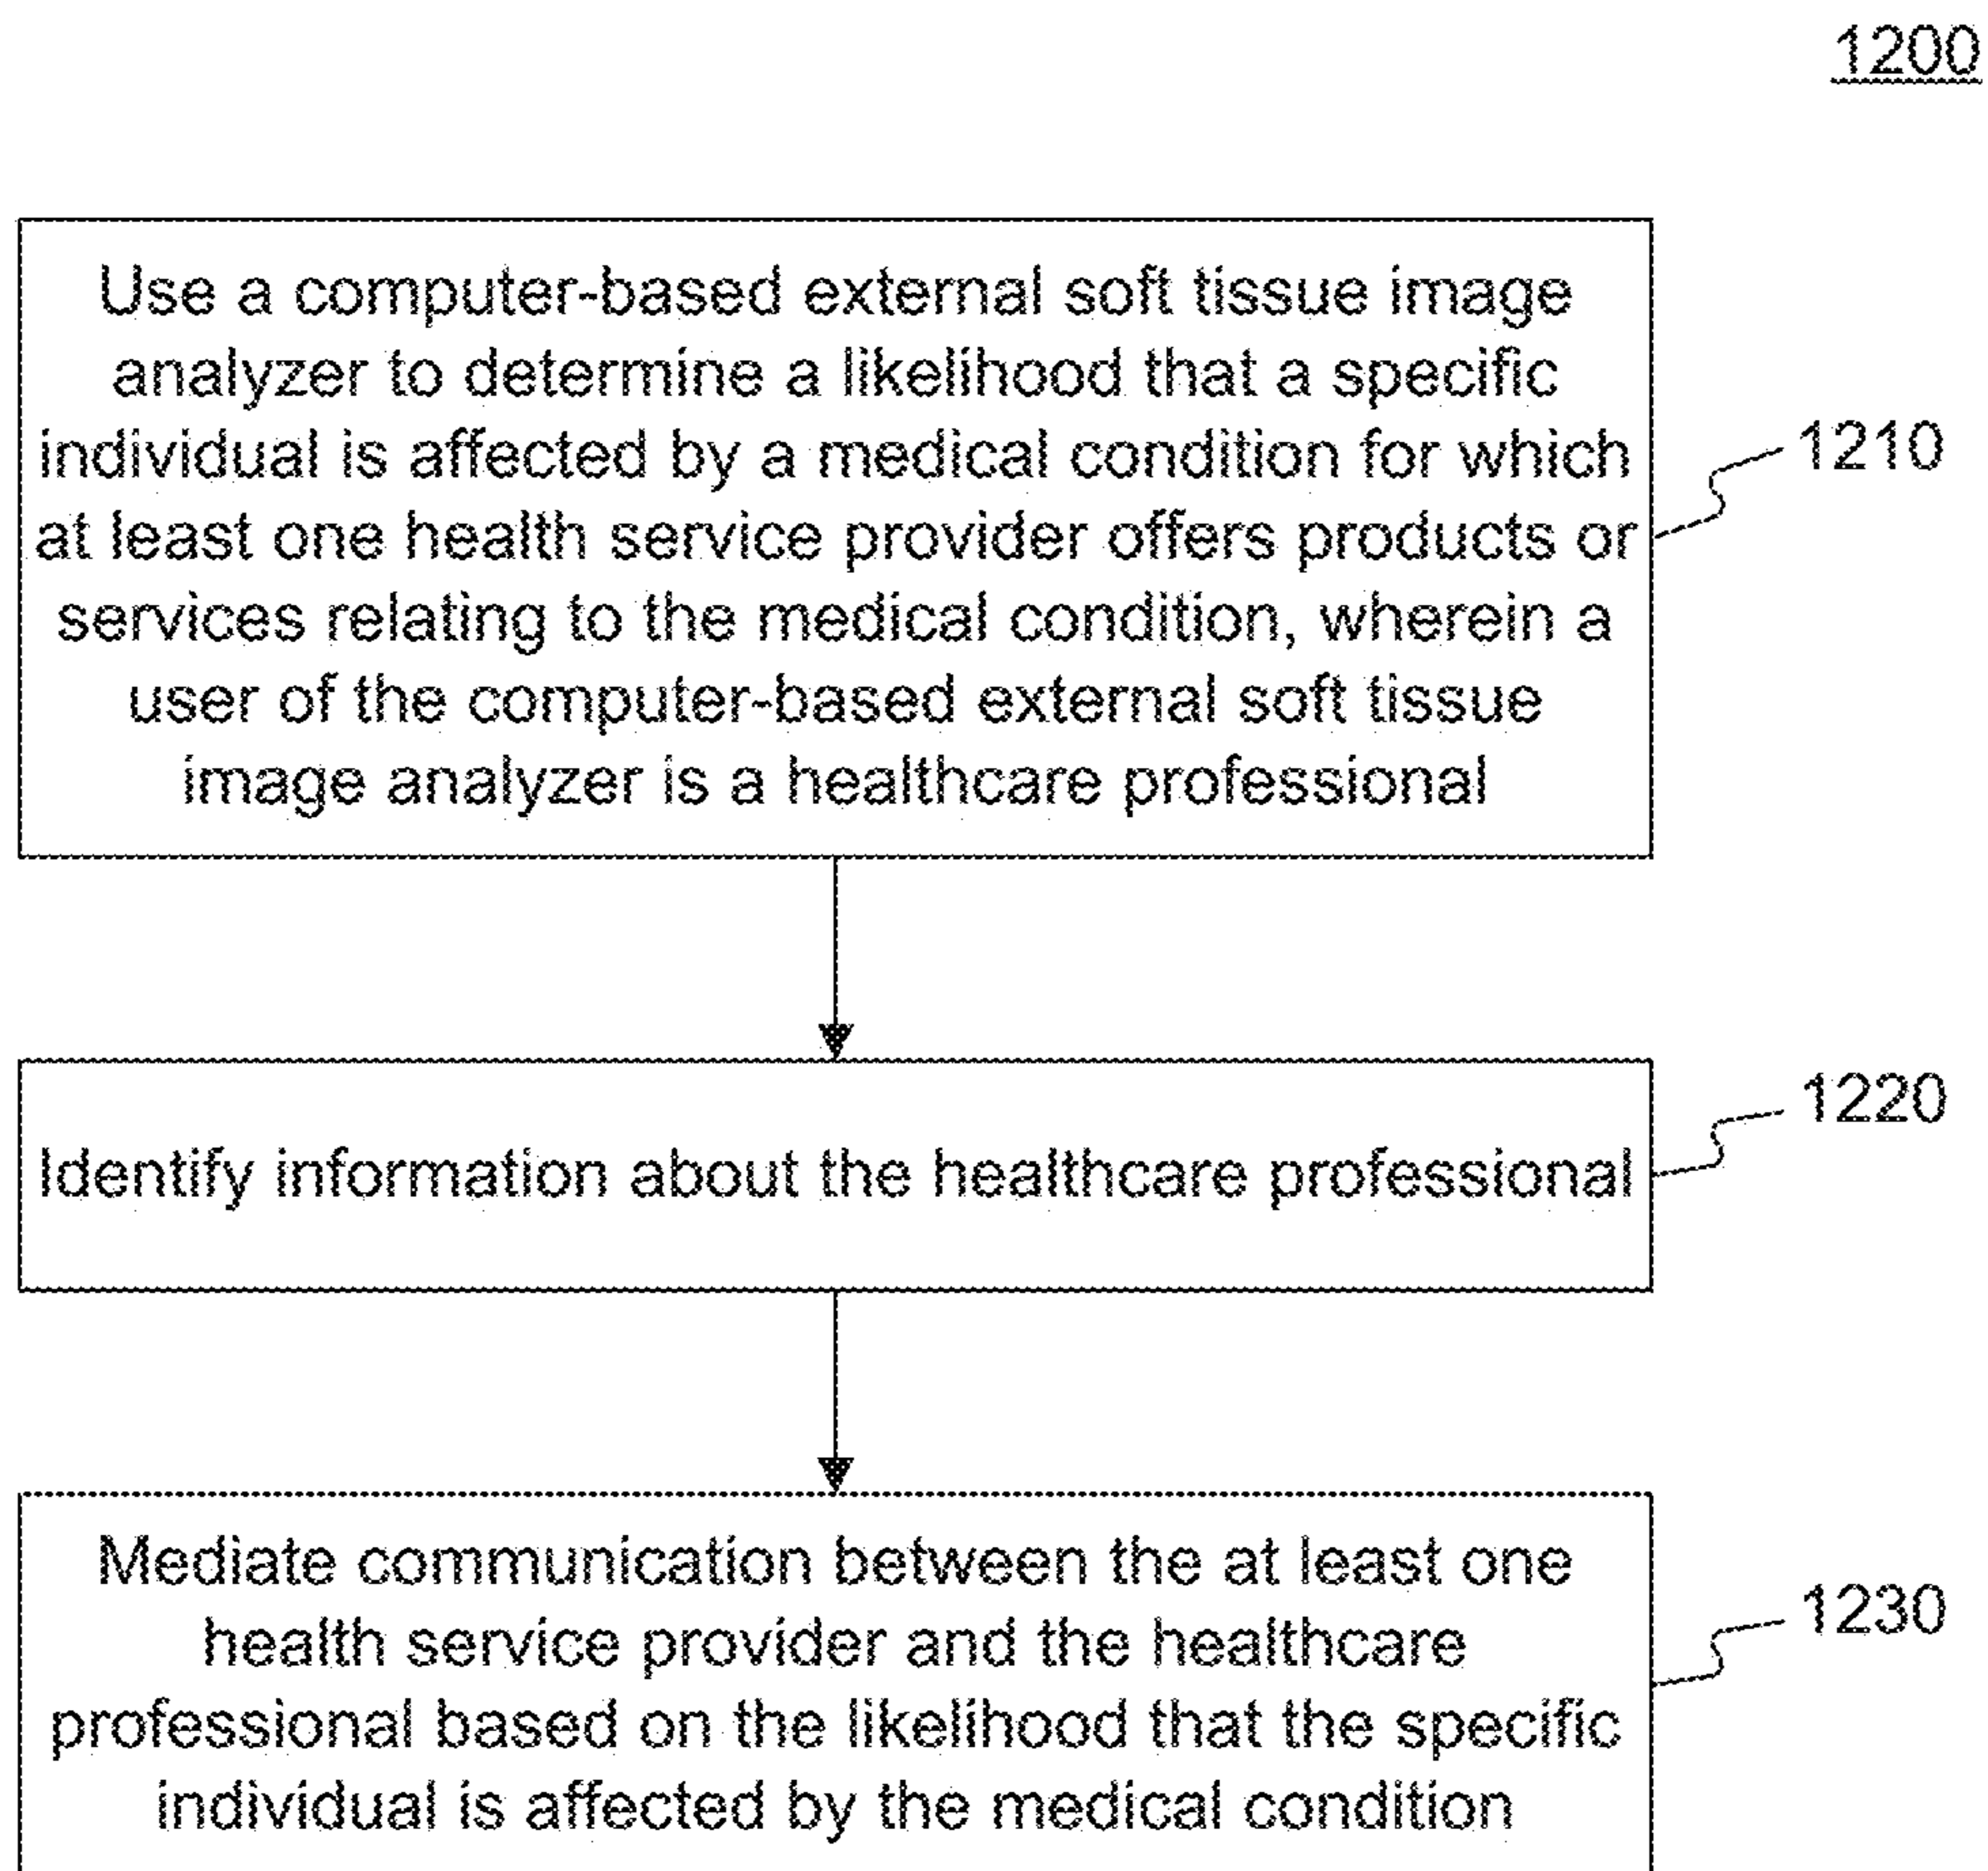 1200
Use a computer-based external soft tissue image
analyzer to determine a likelihood that a specific
individual is affected by a medical condition for which
at least one health service provider offers products or
services relating to the medical condition, wherein a
user of the computer-based external soft tissue
image analyzer is a healthcare professional
1210
Identify information about the healthcare professional
1220
Mediate communication between the at least one
health service provider and the healthcare
professional based on the likelihood that the specific
individual is affected by the medical condition
1230